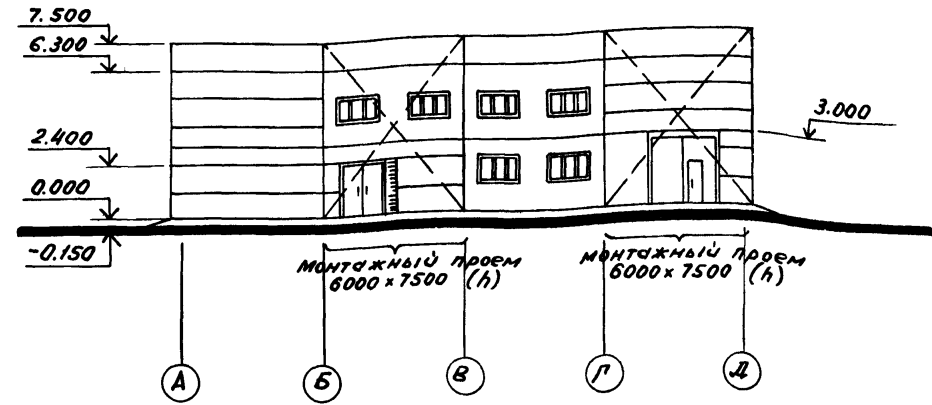 7.500
6.300
3.000
2.400
0.000
-0.150
монтажный проем
6000 x 7500 (h)
монтажный проем
6000 x 7500 (h)
А
Б
В
Г
Д